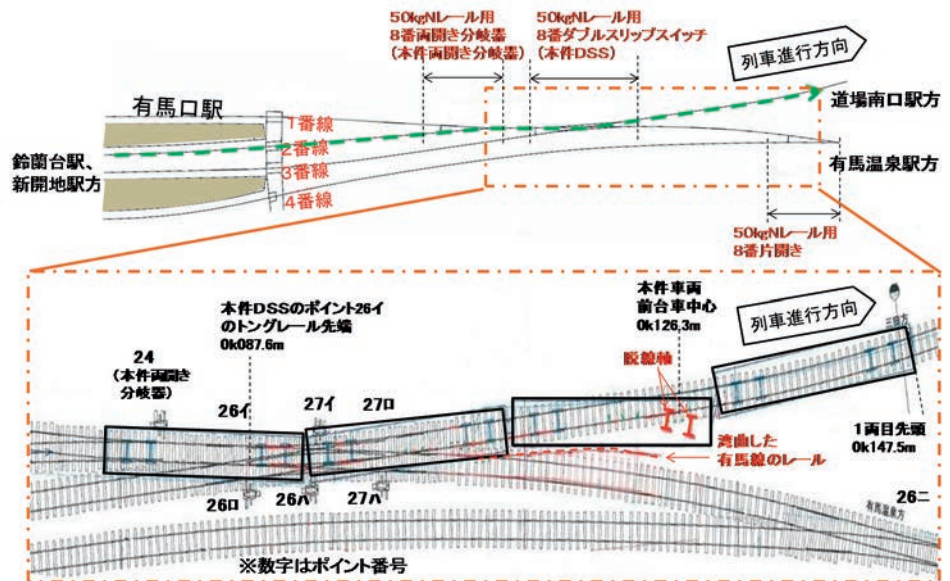 50kgNレール用
8番両開き分岐器
(本件両開き分岐器)
50kgNレール用
8番ダブルスリップスイッチ
(本件DSS)
列車進行方向
有馬口駅
1番線
2番線
3番線
4番線
鈴蘭台駅、
新開地駅方
道場南口駅方
有馬温泉駅方
50kgNレール用
8番片開き
本件DSSのポイント26イ
のトングレール先端
0k087.6m
本件車両
前台車中心
0k126.3m
列車進行方向
三田方
24
(本件両開き
分岐器)
26イ
27イ
27ロ
脱線軸
湾曲した
有馬線のレール
1両目先頭
0k147.5m
26ロ
26ハ
27ハ
26ニ
有馬温泉方
※数字はポイント番号